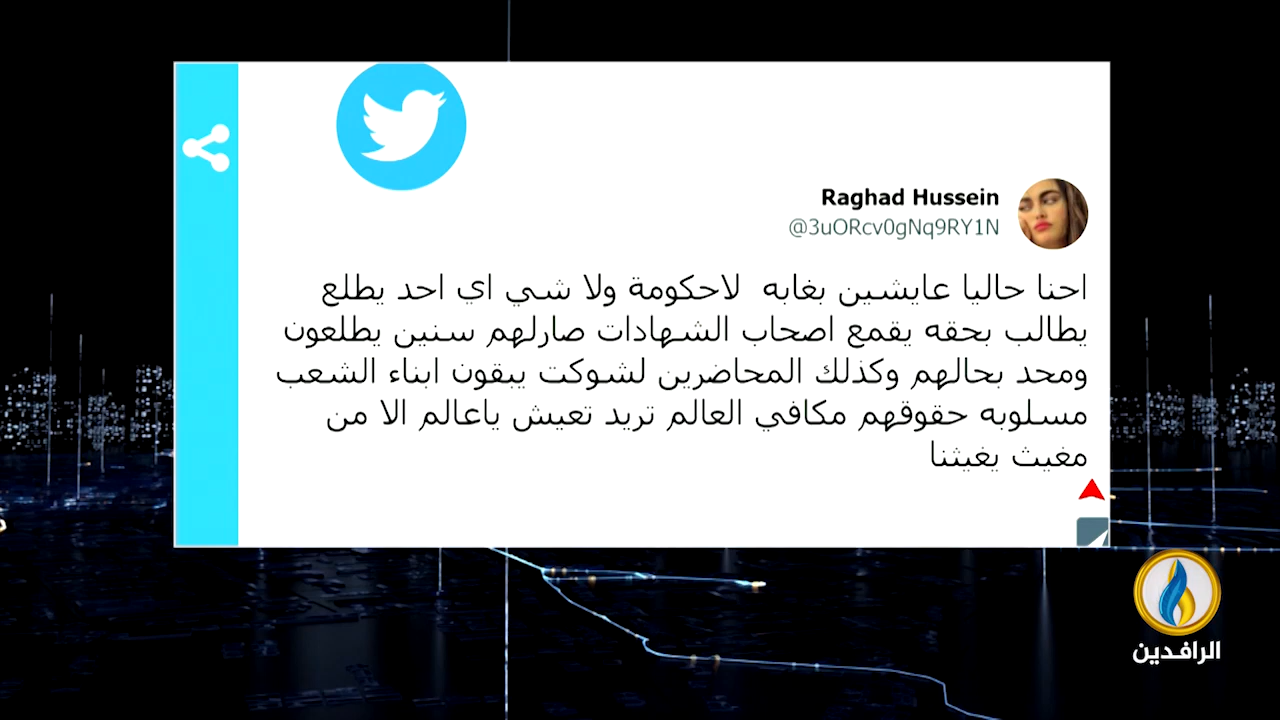 Raghad Hussein
@3uORcv0gNq9RY1N
احنا حاليا عايشين بغابه لاحكومة ولا شي اي احد يطلع
يطالب بحقه يقمع اصحاب الشهادات صارلهم سنين يطلعون
ومحد بحالهم وكذلك المحاضرين لشوكت يبقون ابناء الشعب
مسلوبه حقوقهم مكافي العالم تريد تعيش ياعالم الا من
مغيث يغيثنا
الرافدين